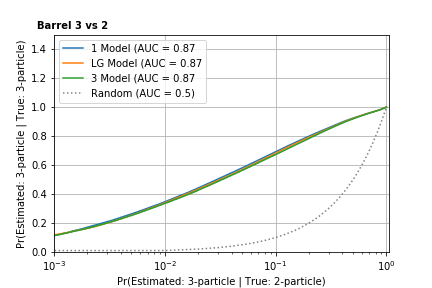 Barrel 3 vs 2
Pr(Estimated: 3-particle | True: 3-particle)
1.4
1.2
1.0
0.8
0.6
0.4
0.2
0.0
1 Model (AUC = 0.87
LG Model (AUC = 0.87
3 Model (AUC = 0.87
Random (AUC = 0.5)
10⁻³
10⁻²
10⁻¹
10⁰
Pr(Estimated: 3-particle | True: 2-particle)